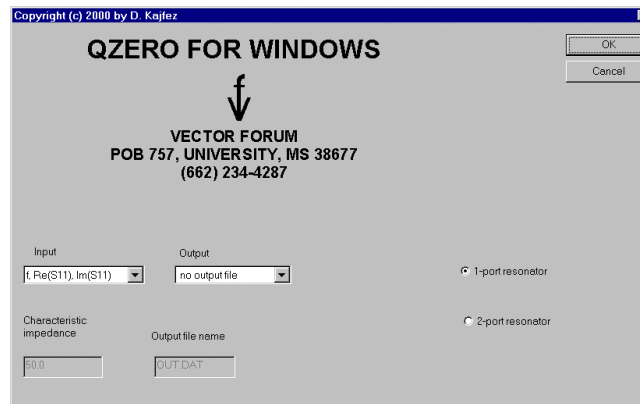 Copyright (c) 2000 by D. Kajfez
QZERO FOR WINDOWS
OK
Cancel
f
VECTOR FORUM
POB 757, UNIVERSITY, MS 38677
(662) 234-4287
Input
Output
f, Re(S11), Im(S11)
no output file
1-port resonator
Characteristic
impedance
Output file name
2-port resonator
50.0
OUT.DAT